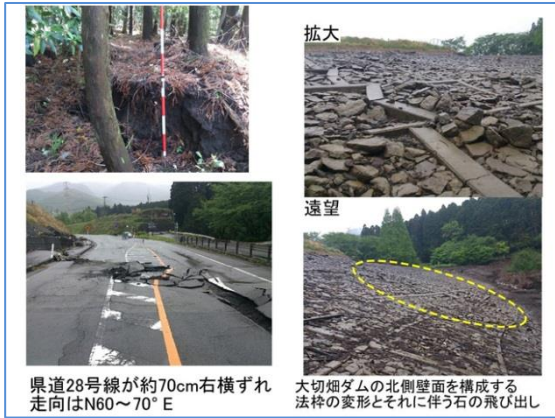 拡大
遠望
県道28号線が約70cm右横ずれ
走向はN60～70°E
大切畑ダムの北側壁面を構成する
法枠の変形とそれに伴う石の飛び出し